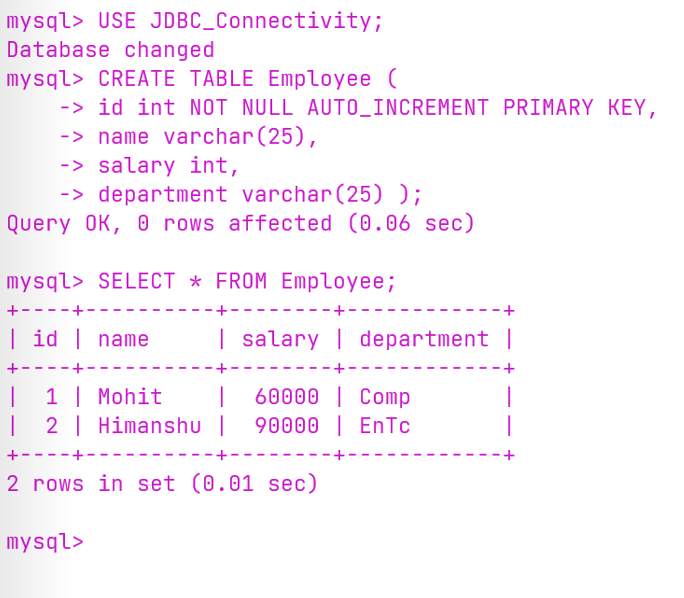 mysql> USE JDBC_Connectivity;
Database changed
mysql> CREATE TABLE Employee (
    -> id int NOT NULL AUTO_INCREMENT PRIMARY KEY,
    -> name varchar(25),
    -> salary int,
    -> department varchar(25) );
Query OK, 0 rows affected (0.06 sec)

mysql> SELECT * FROM Employee;
+----+----------+--------+------------+
| id | name     | salary | department |
+----+----------+--------+------------+
|  1 | Mohit    |  60000 | Comp       |
|  2 | Himanshu |  90000 | EnTc       |
+----+----------+--------+------------+
2 rows in set (0.01 sec)

mysql>